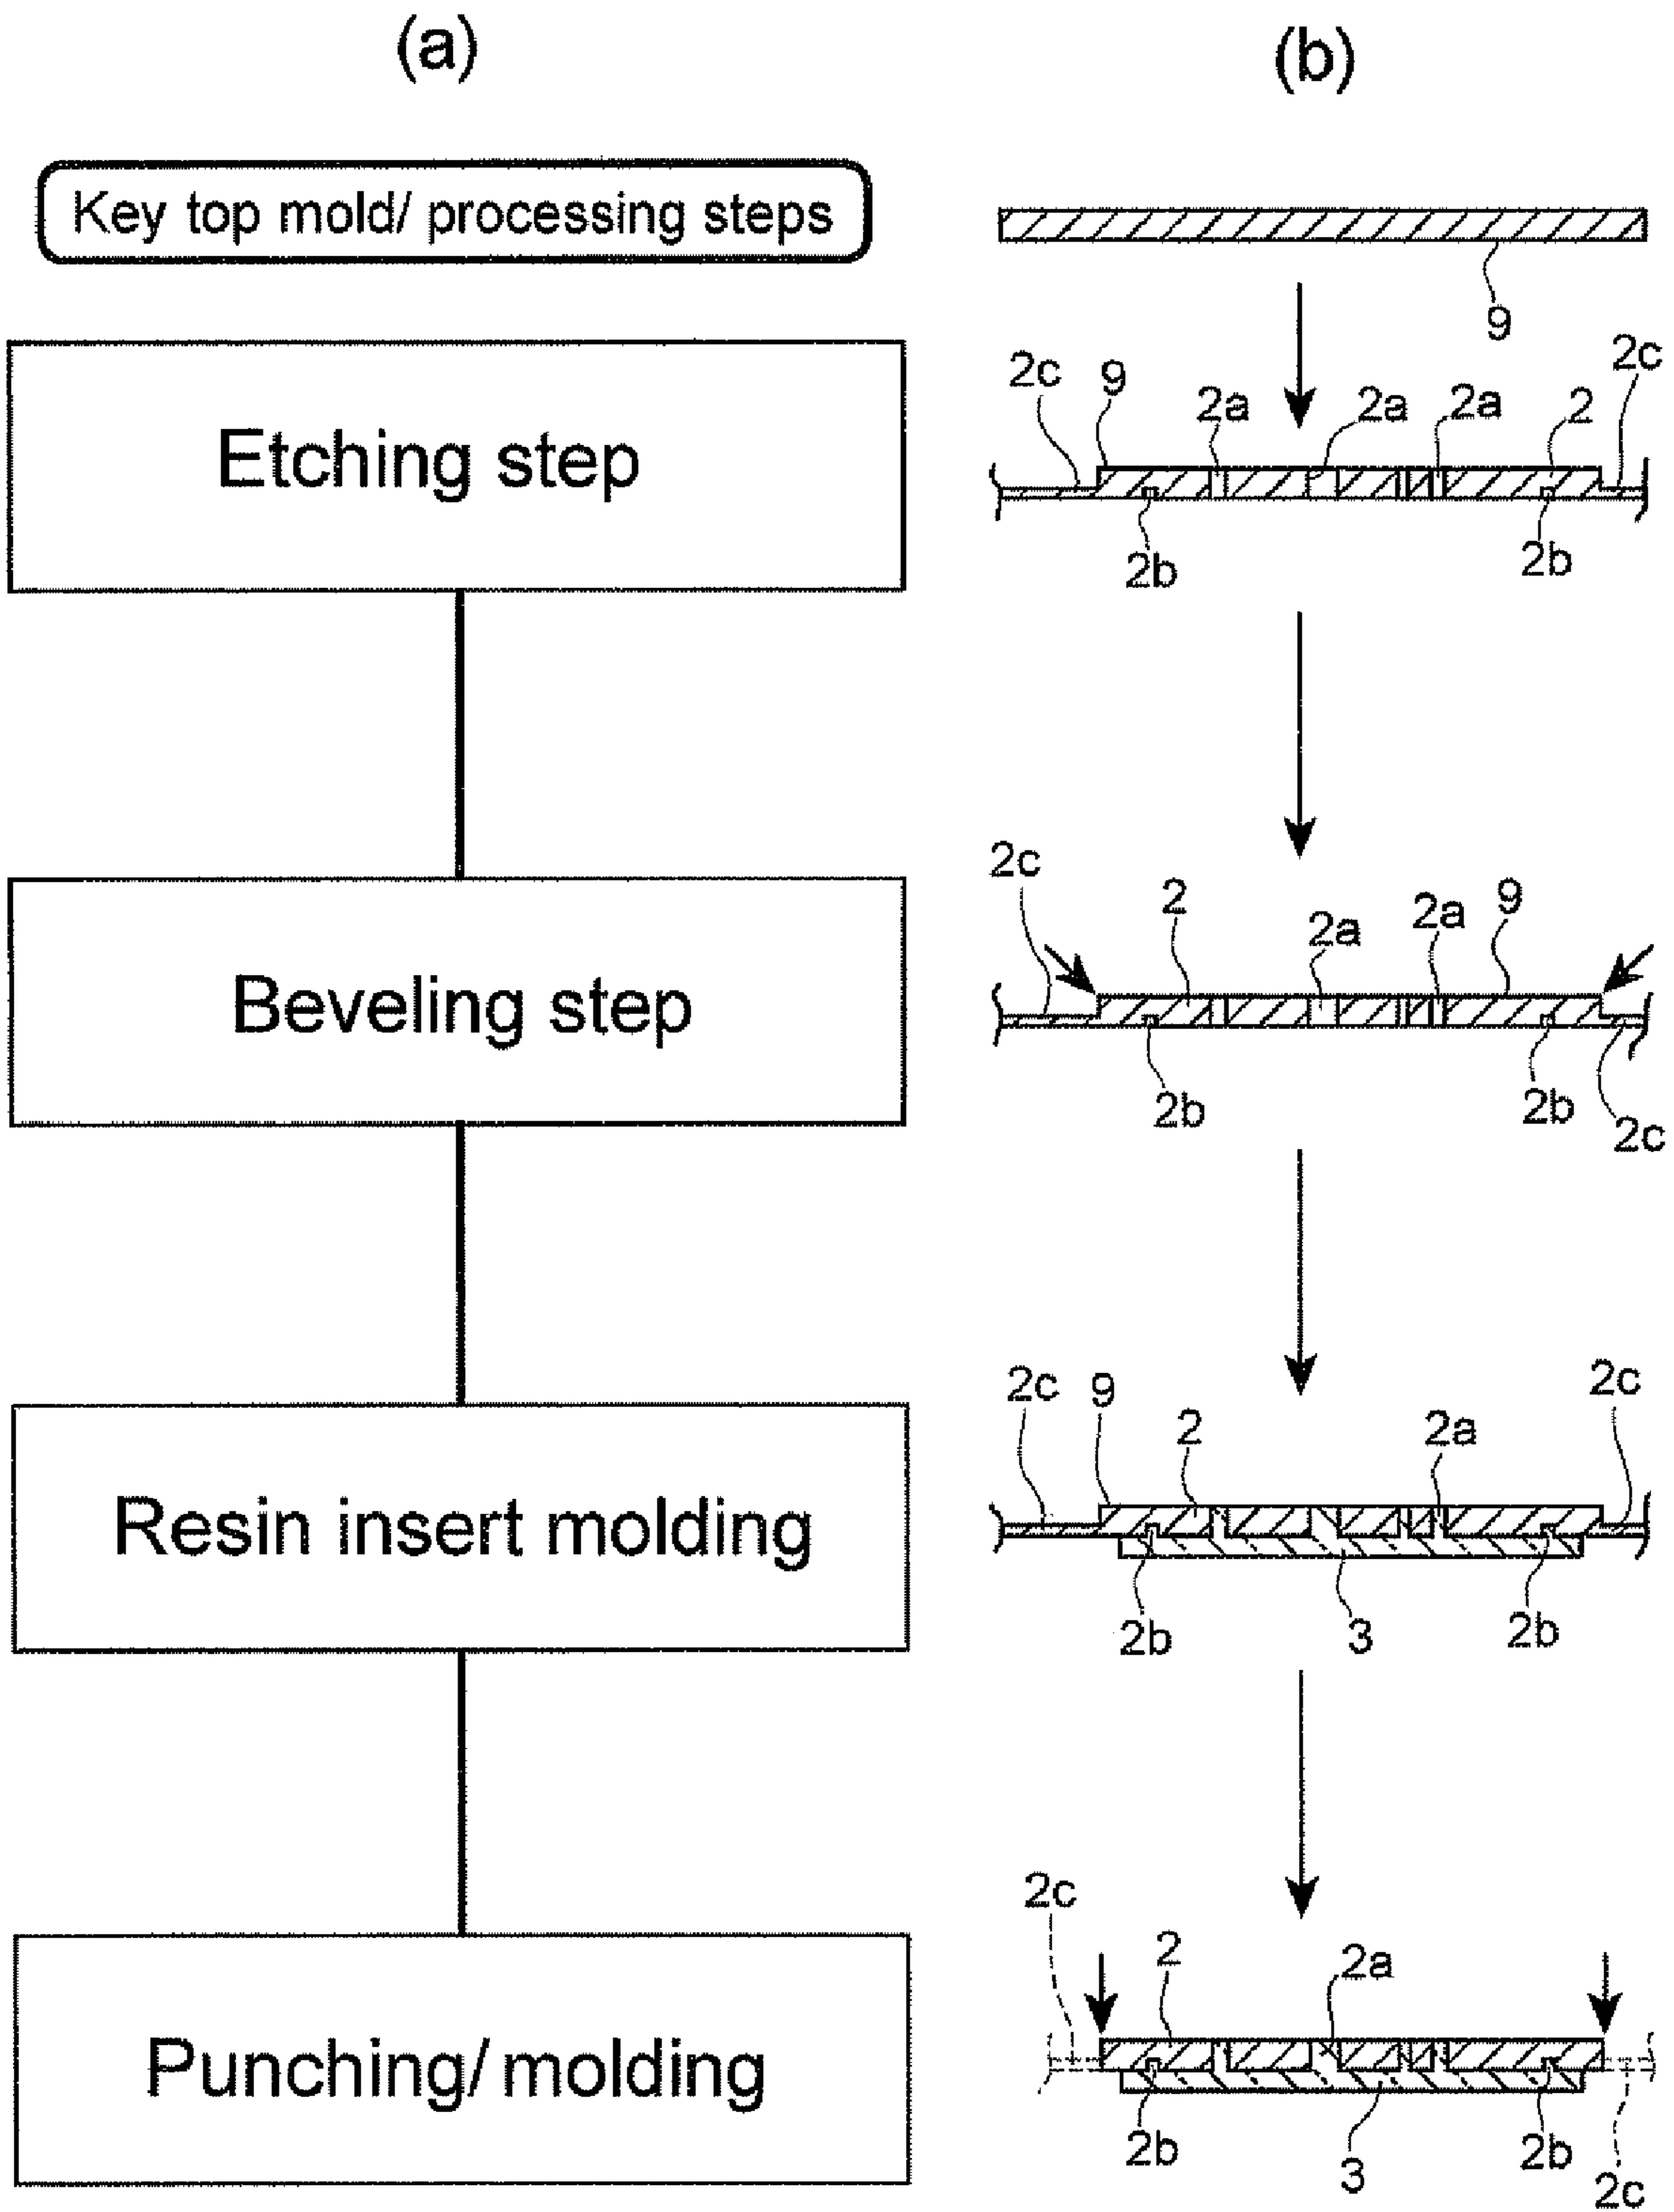 (a)
(b)
Key top mold/ processing steps
9
Etching step
2c 9 2a 2a 2a 2 2c
2b 2b
Beveling step
2c 2 2a 2a 9
2b 2b 2c
Resin insert molding
2c 9 2 2a 2c
2b 3 2b
Punching/ molding
2c 2 2a
2b 3 2b 2c